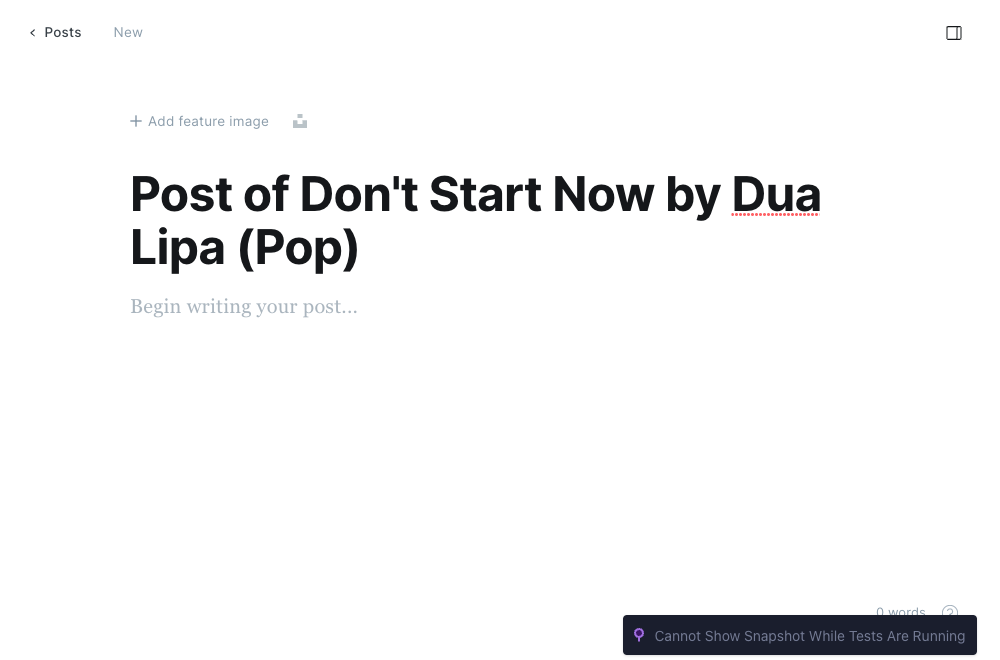 Posts New
Add feature image
Post of Don't Start Now by Dua
Lipa (Pop)
Begin writing your post...
0 words
Cannot Show Snapshot While Tests Are Running